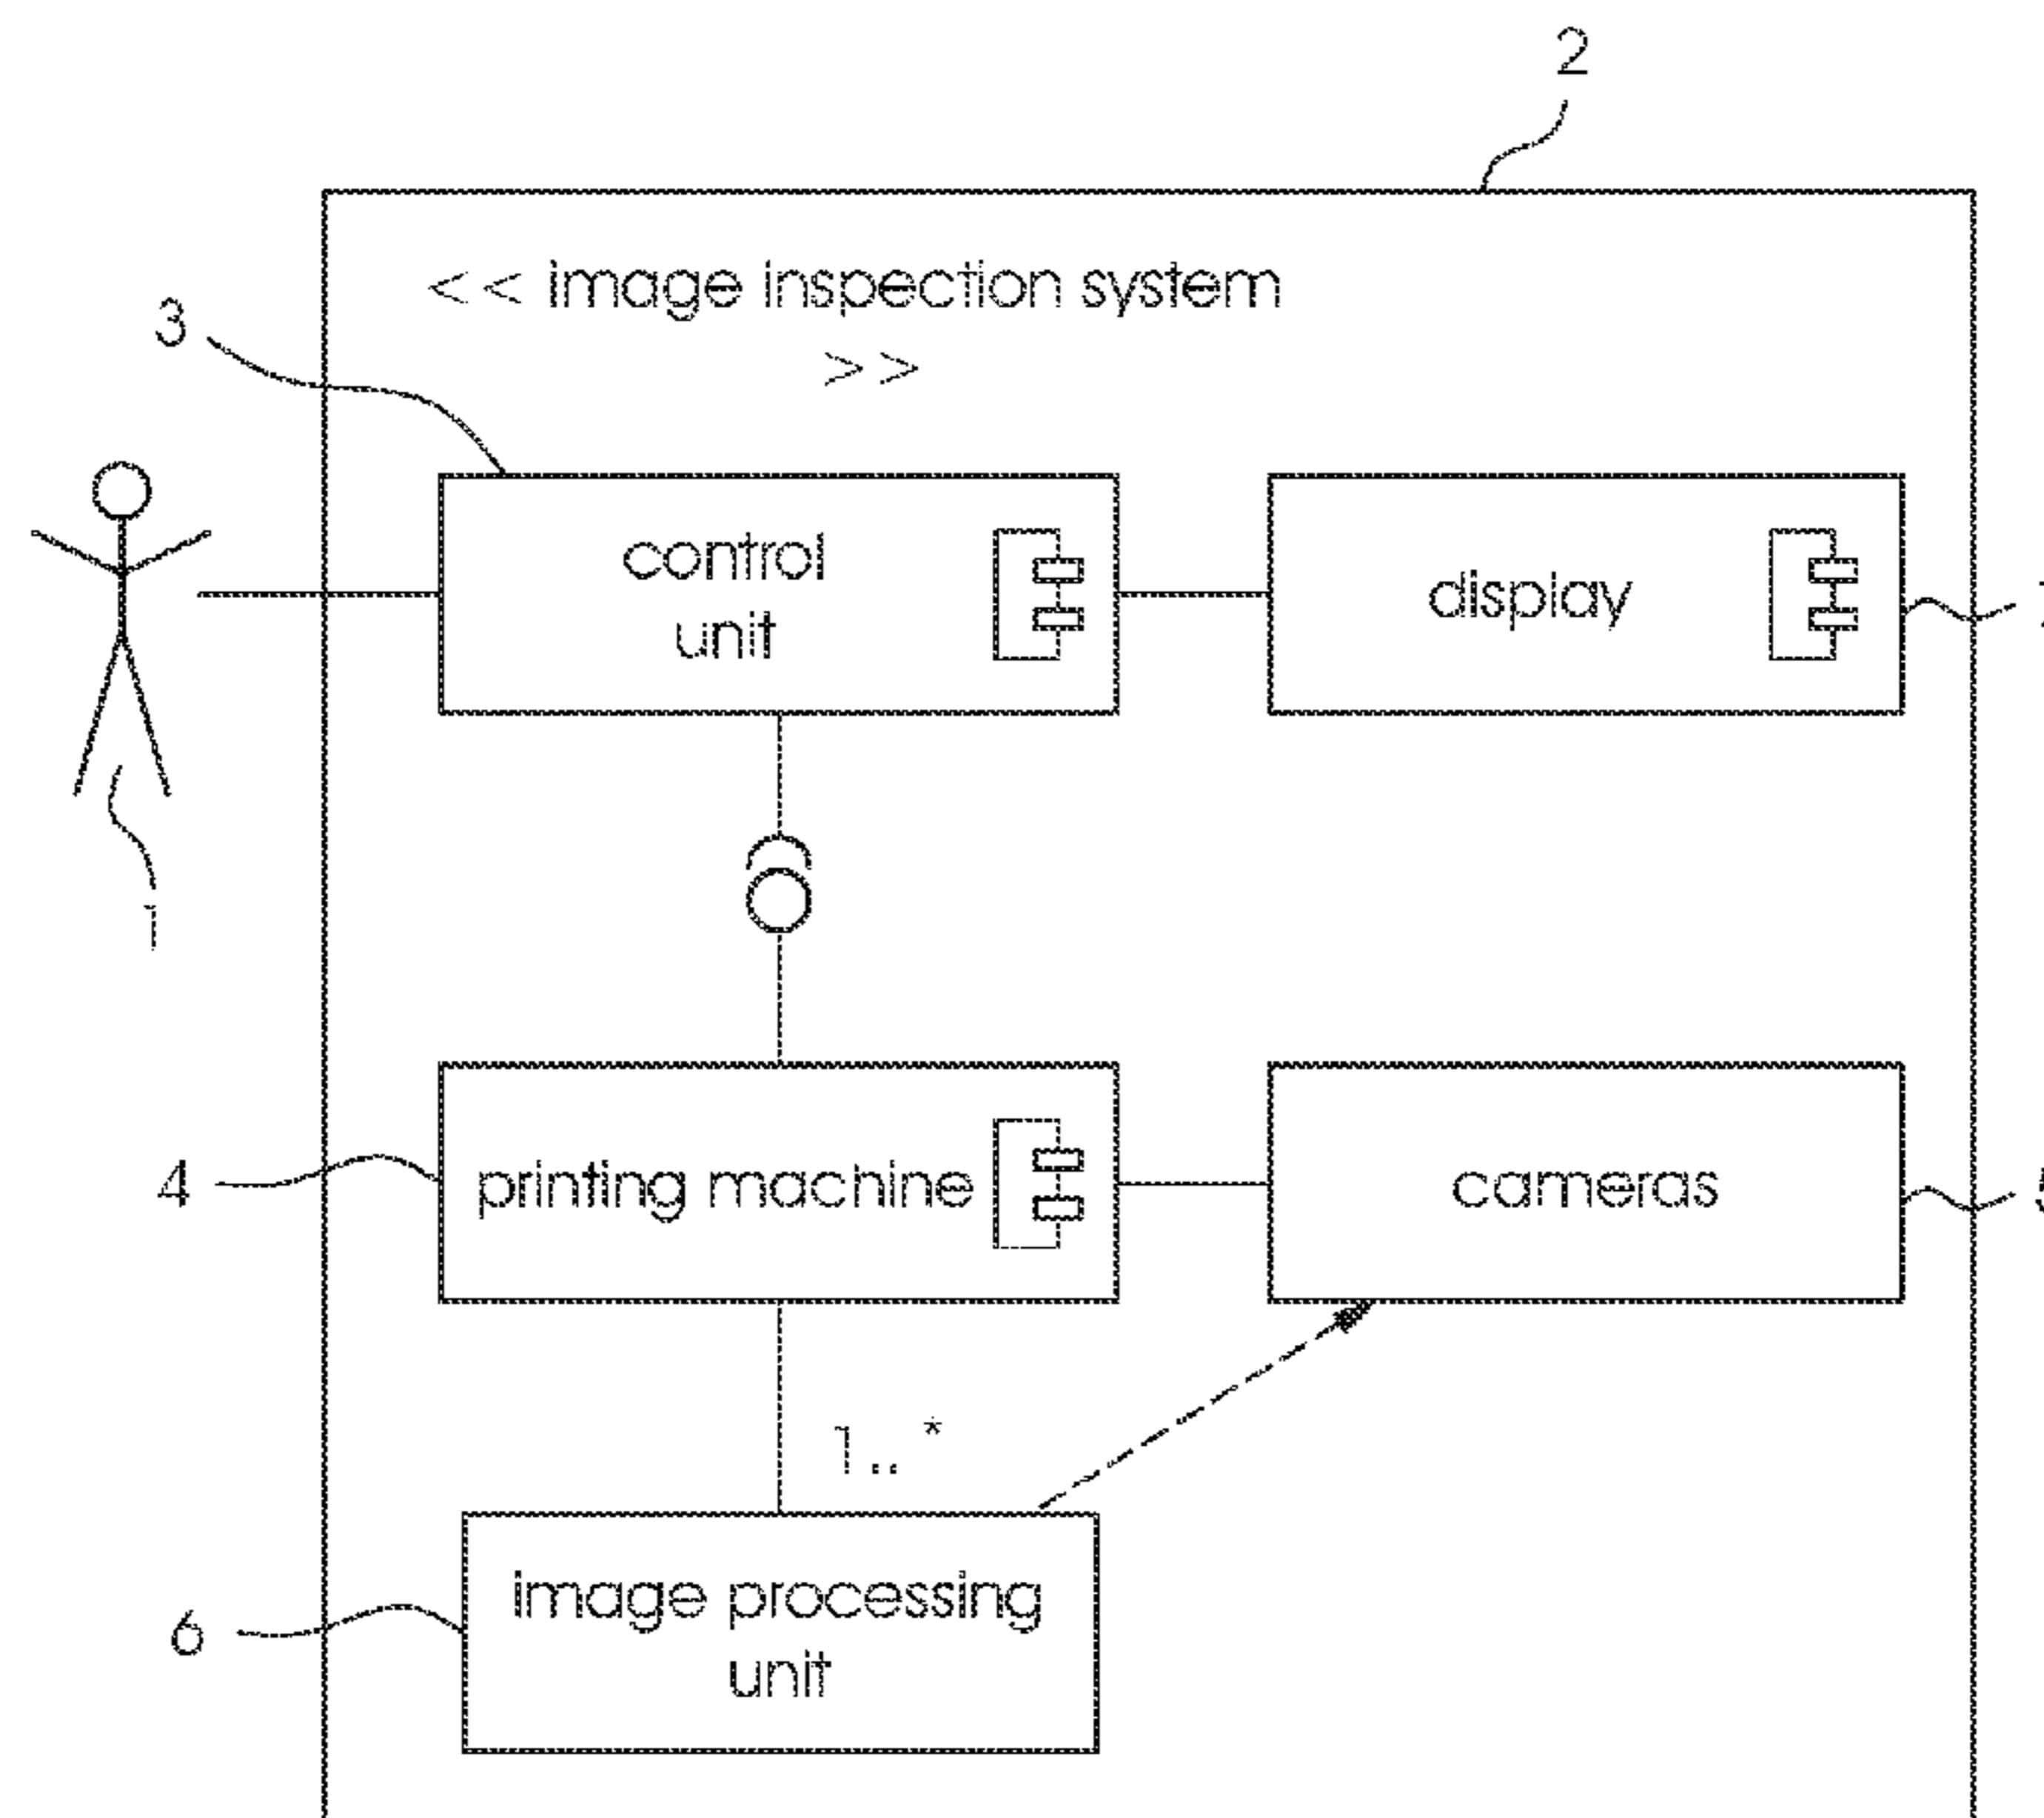 2
<< image inspection system
>>
3
control
unit
display
1
4
printing machine
cameras
1..*
6
image processing
unit